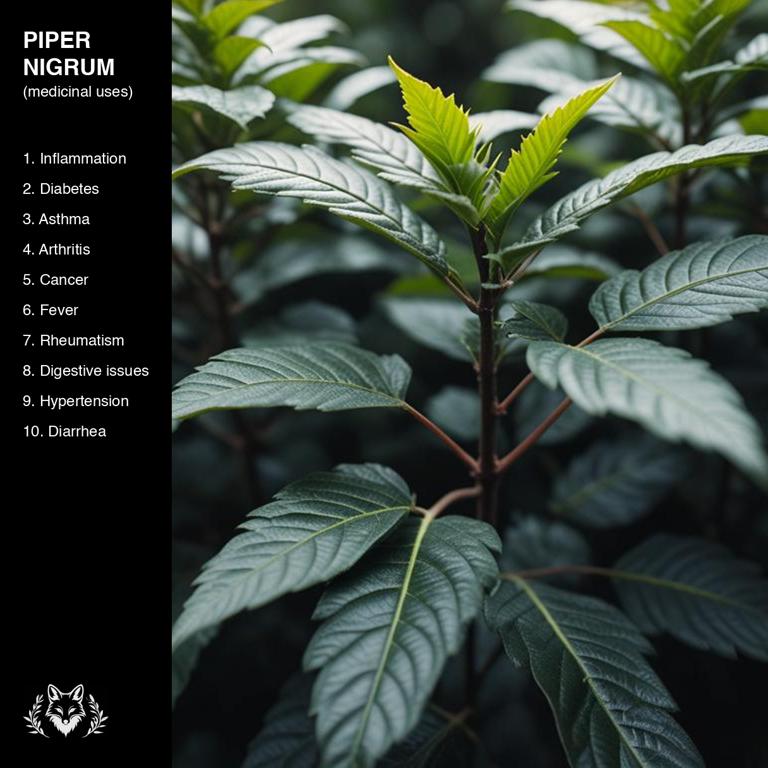 PIPER
NIGRUM
(medicinal uses)
1. Inflammation
2. Diabetes
3. Asthma
4. Arthritis
5. Cancer
6. Fever
7. Rheumatism
8. Digestive issues
9. Hypertension
10. Diarrhea